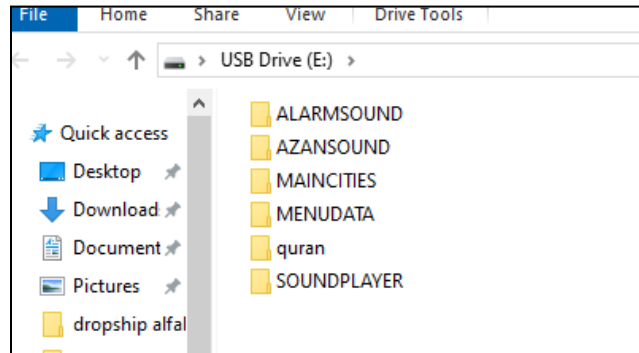 File Home Share View Drive Tools
USB Drive (E:)
ALARMSOUND
AZANSOUND
MAINCITIES
MENUDATA
quran
SOUNDPLAYER
Quick access
Desktop
Download
Document
Pictures
dropship alfal